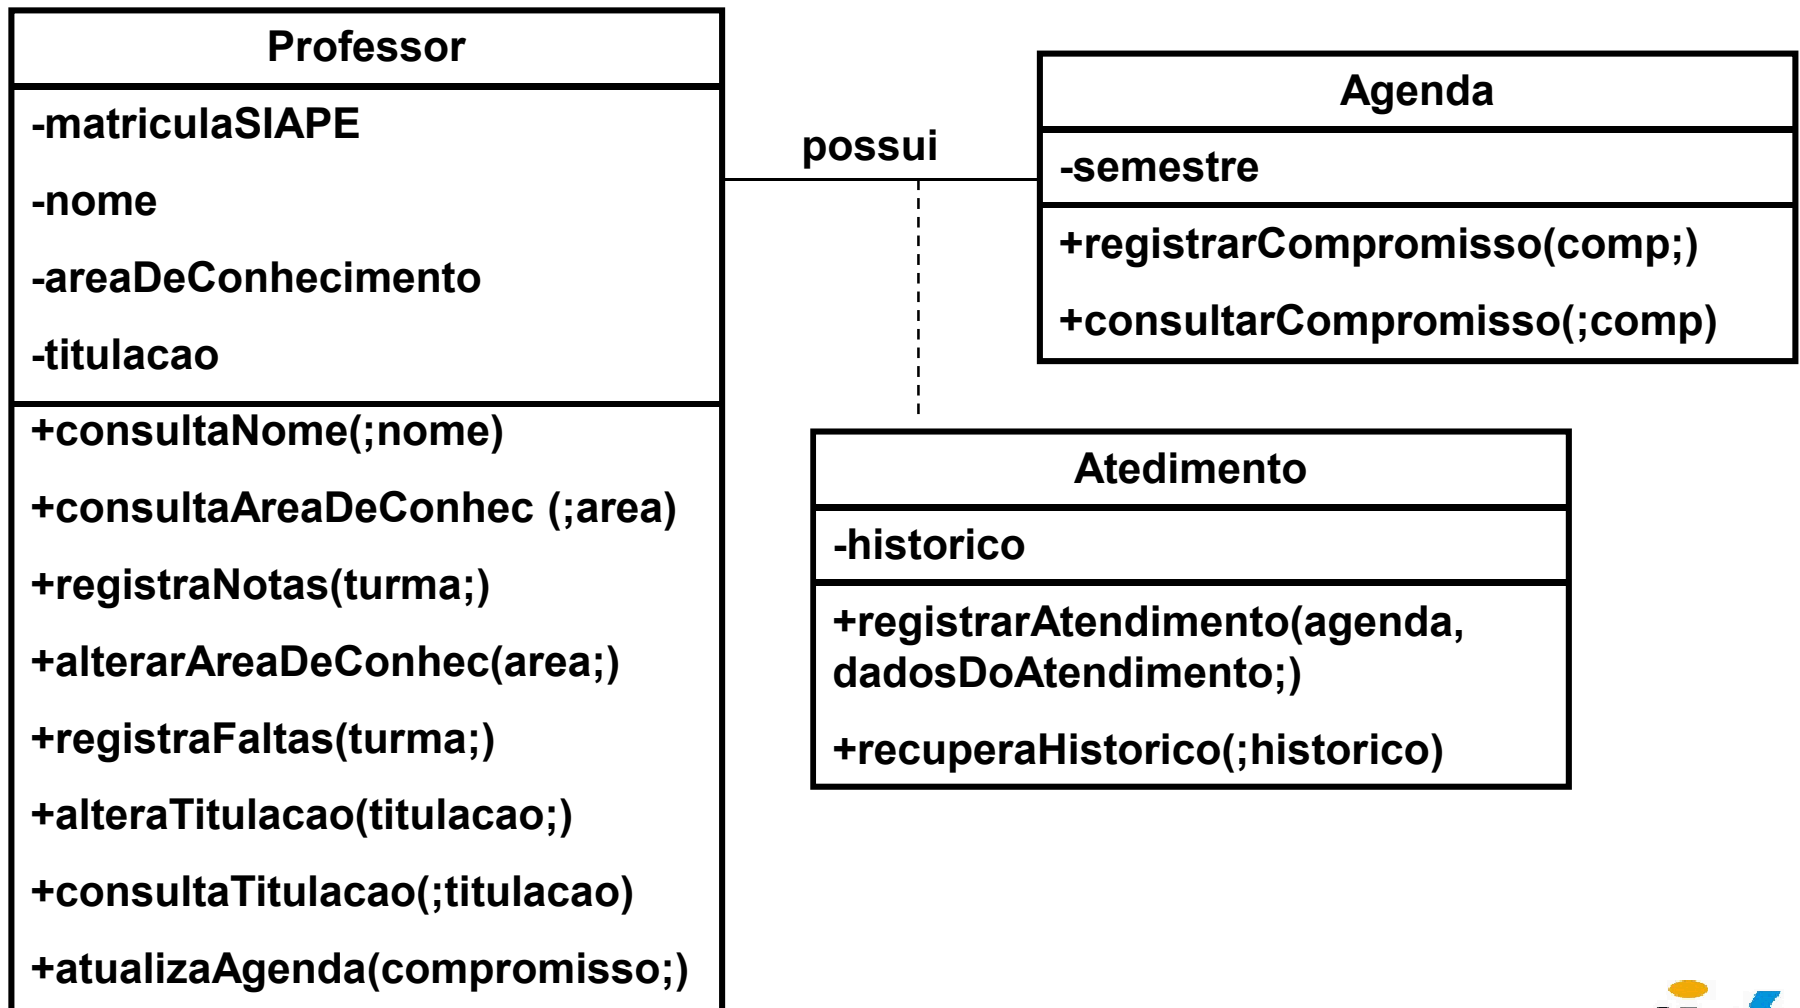 Professor
-matriculaSIAPE
-nome
-areaDeConhecimento
-titulacao
+consultaNome(;nome)
+consultaAreaDeConhec (;area)
+registraNotas(turma;)
+alterarAreaDeConhec(area;)
+registraFaltas(turma;)
+alteraTitulacao(titulacao;)
+consultaTitulacao(;titulacao)
+atualizaAgenda(compromisso;)
possui
Agenda
-semestre
+registrarCompromisso(comp;)
+consultarCompromisso(;comp)
Atedimento
-historico
+registrarAtendimento(agenda,
dadosDoAtendimento;)
+recuperaHistorico(;historico)